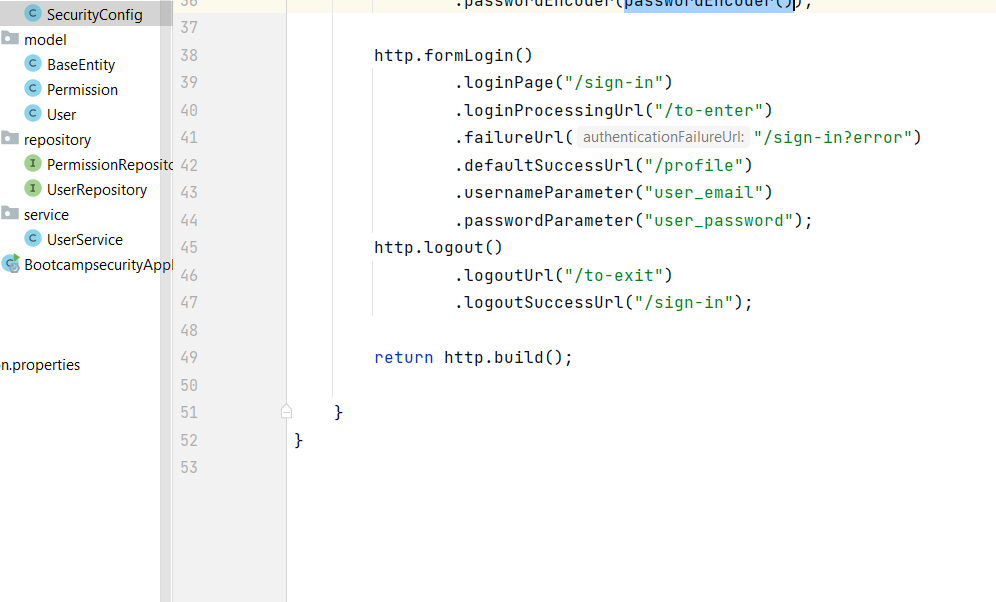 SecurityConfig
model
BaseEntity
Permission
User
repository
PermissionReposito
UserRepository
service
UserService
BootcampsecurityAppl
n.properties
36 .passwordEncoder(passwordEncoder());
37
38 http.formLogin()
39 .loginPage("/sign-in")
40 .loginProcessingUrl("/to-enter")
41 .failureUrl( authenticationFailureUrl: "/sign-in?error")
42 .defaultSuccessUrl("/profile")
43 .usernameParameter("user_email")
44 .passwordParameter("user_password");
45 http.logout()
46 .logoutUrl("/to-exit")
47 .logoutSuccessUrl("/sign-in");
48
49 return http.build();
50
51 }
52 }
53